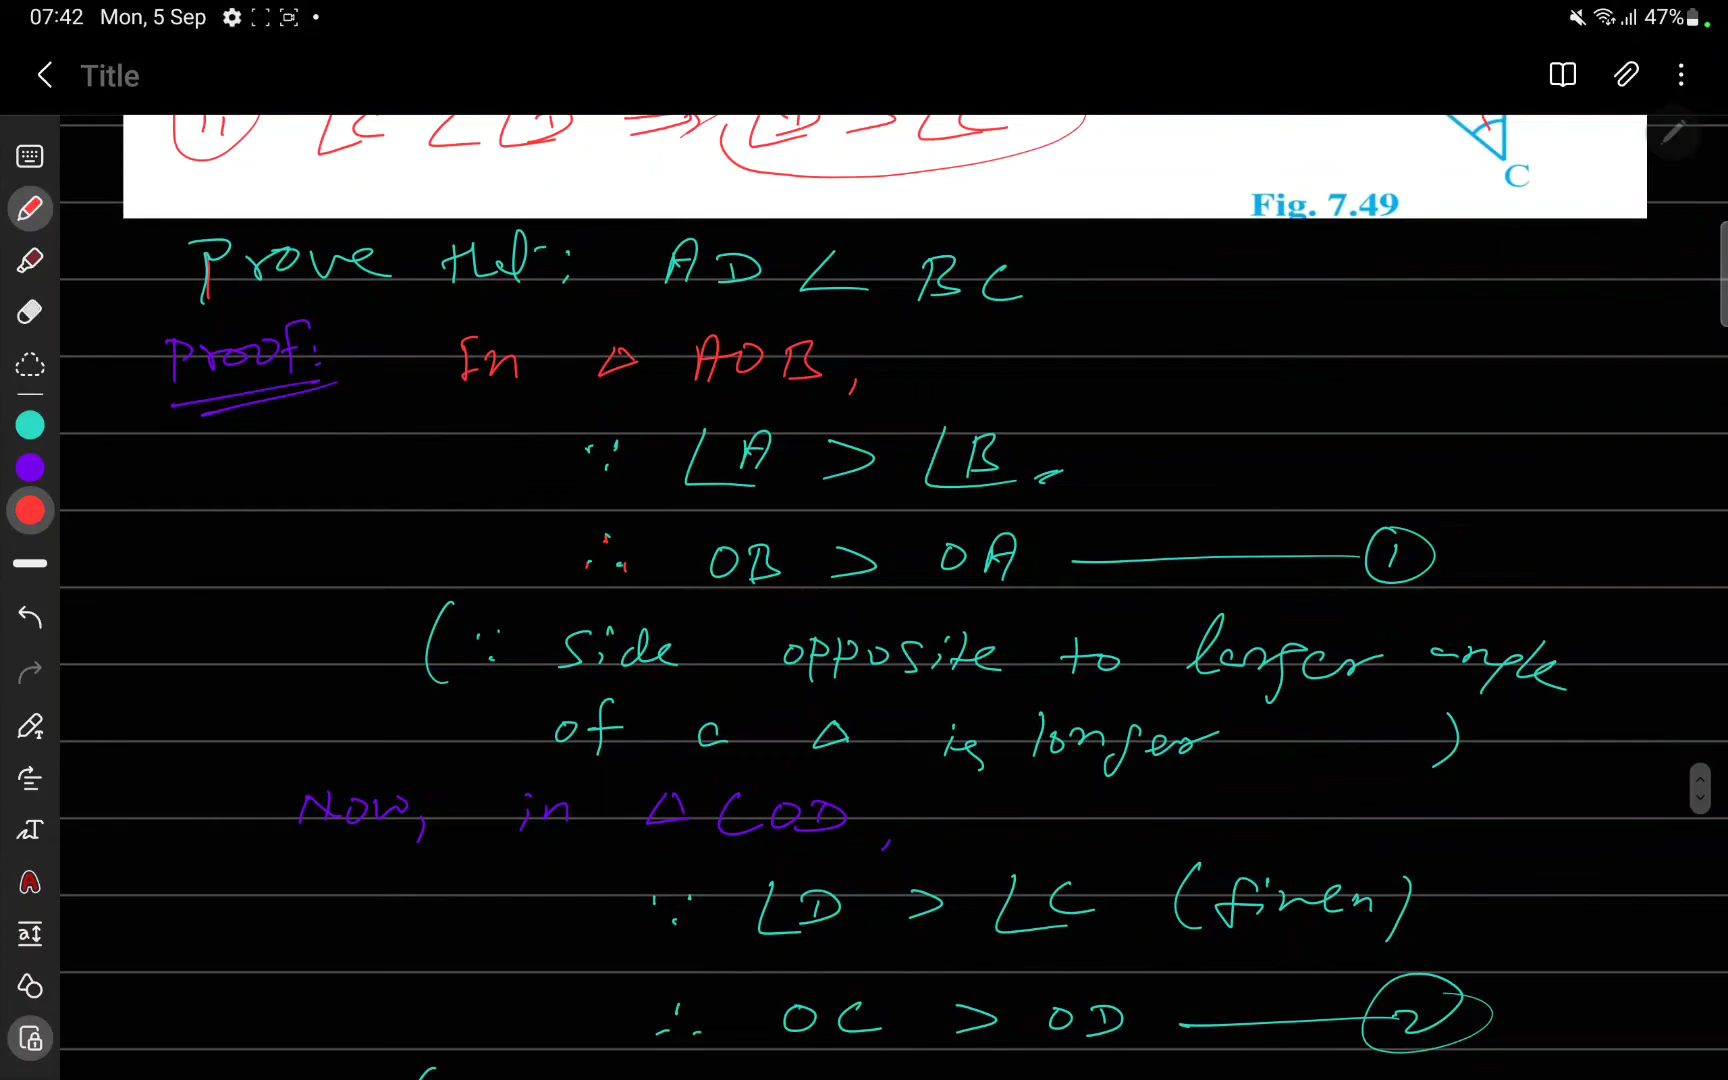 07:42 Mon, 5 Sep 47%
Title
(11) ∠C < ∠D ⇒ ∠D > ∠C
C
Fig. 7.49
Prove that: AD < BC
Proof: In △ AOB,
∵ ∠A > ∠B.
∴ OB > OA ——— (1)
(∵ side opposite to larger angle
of a △ is longer )
Now, in △ COD,
∵ ∠D > ∠C (given)
∴ OC > OD ——— (2)